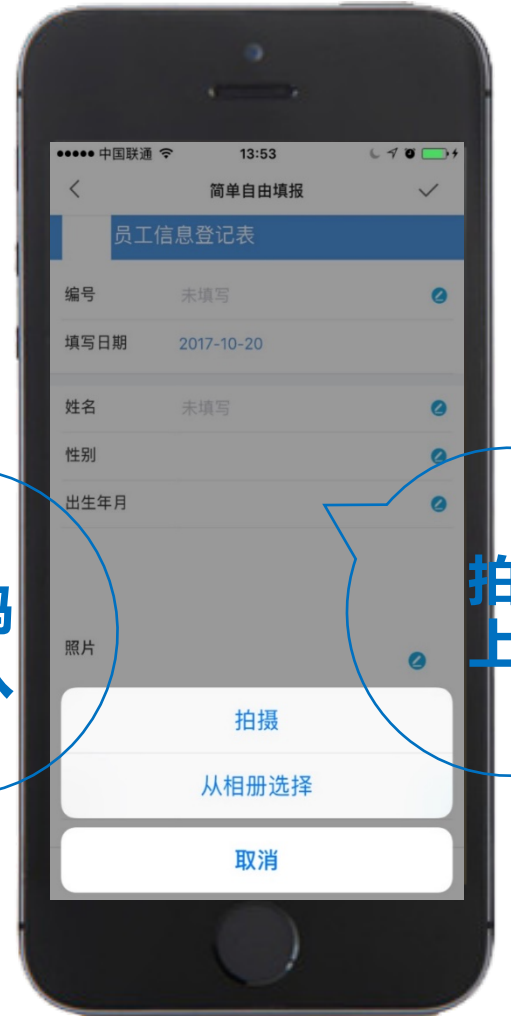 中国联通
13:53
简单自由填报
员工信息登记表
编号
未填写
填写日期
2017-10-20
姓名
未填写
性别
出生年月
照片
拍
上
拍摄
从相册选择
取消